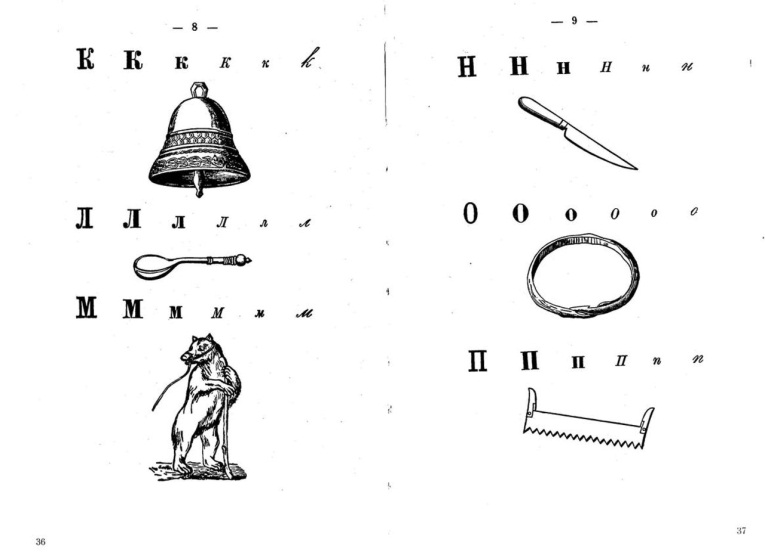 — 8 —
К К к К к к
Л Л л Л л л
М М м М м м
36
— 9 —
Н Н н Н н н
О О о О о о
П П п П п п
37